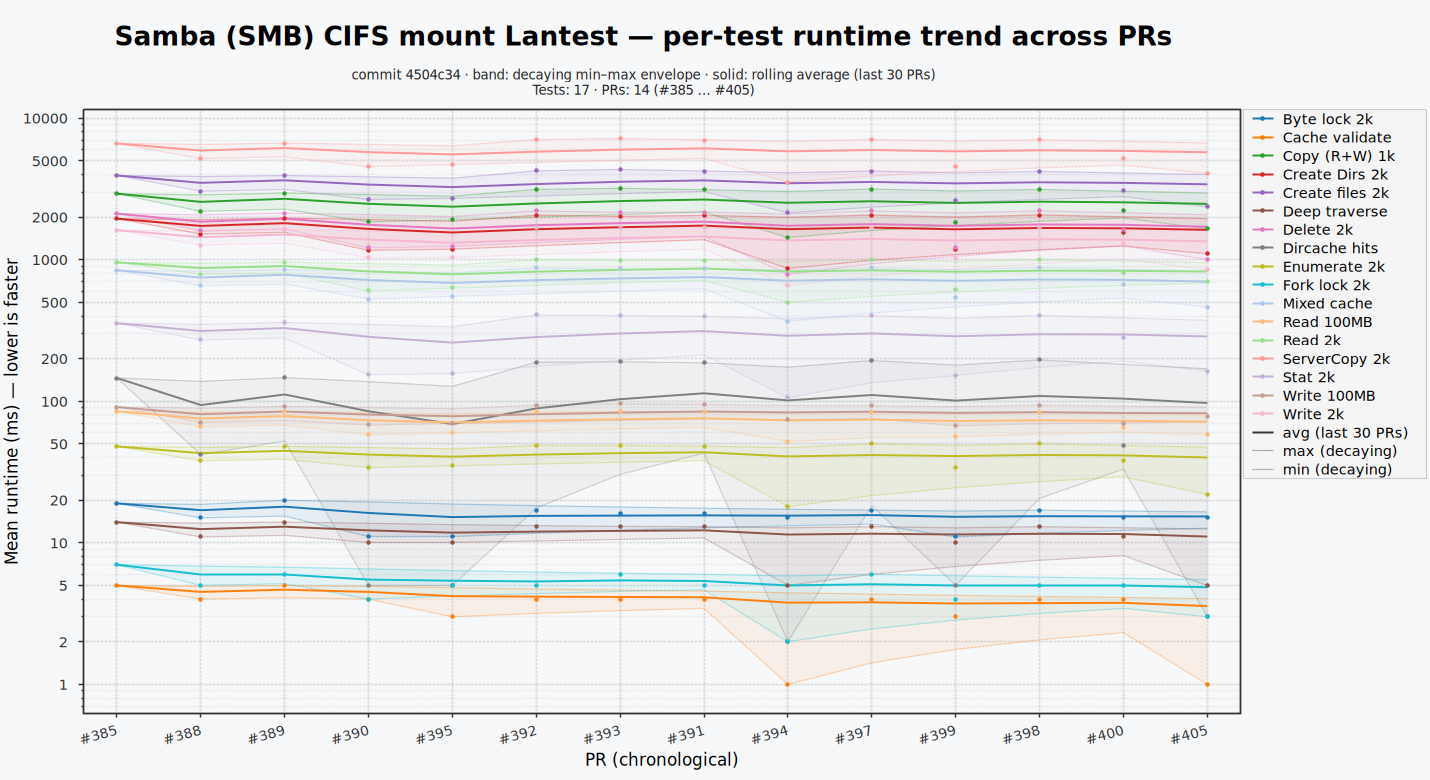 Samba (SMB) CIFS mount Lantest — per-test runtime trend across PRs
commit 4504c34 · band: decaying min–max envelope · solid: rolling average (last 30 PRs)
Tests: 17 · PRs: 14 (#385 … #405)
Mean runtime (ms) — lower is faster
10000
5000
2000
1000
500
200
100
50
20
10
5
2
1
#385
#388
#389
#390
#395
#392
#393
#391
#394
#397
#399
#398
#400
#405
PR (chronological)
Byte lock 2k
Cache validate
Copy (R+W) 1k
Create Dirs 2k
Create files 2k
Deep traverse
Delete 2k
Dircache hits
Enumerate 2k
Fork lock 2k
Mixed cache
Read 100MB
Read 2k
ServerCopy 2k
Stat 2k
Write 100MB
Write 2k
avg (last 30 PRs)
max (decaying)
min (decaying)